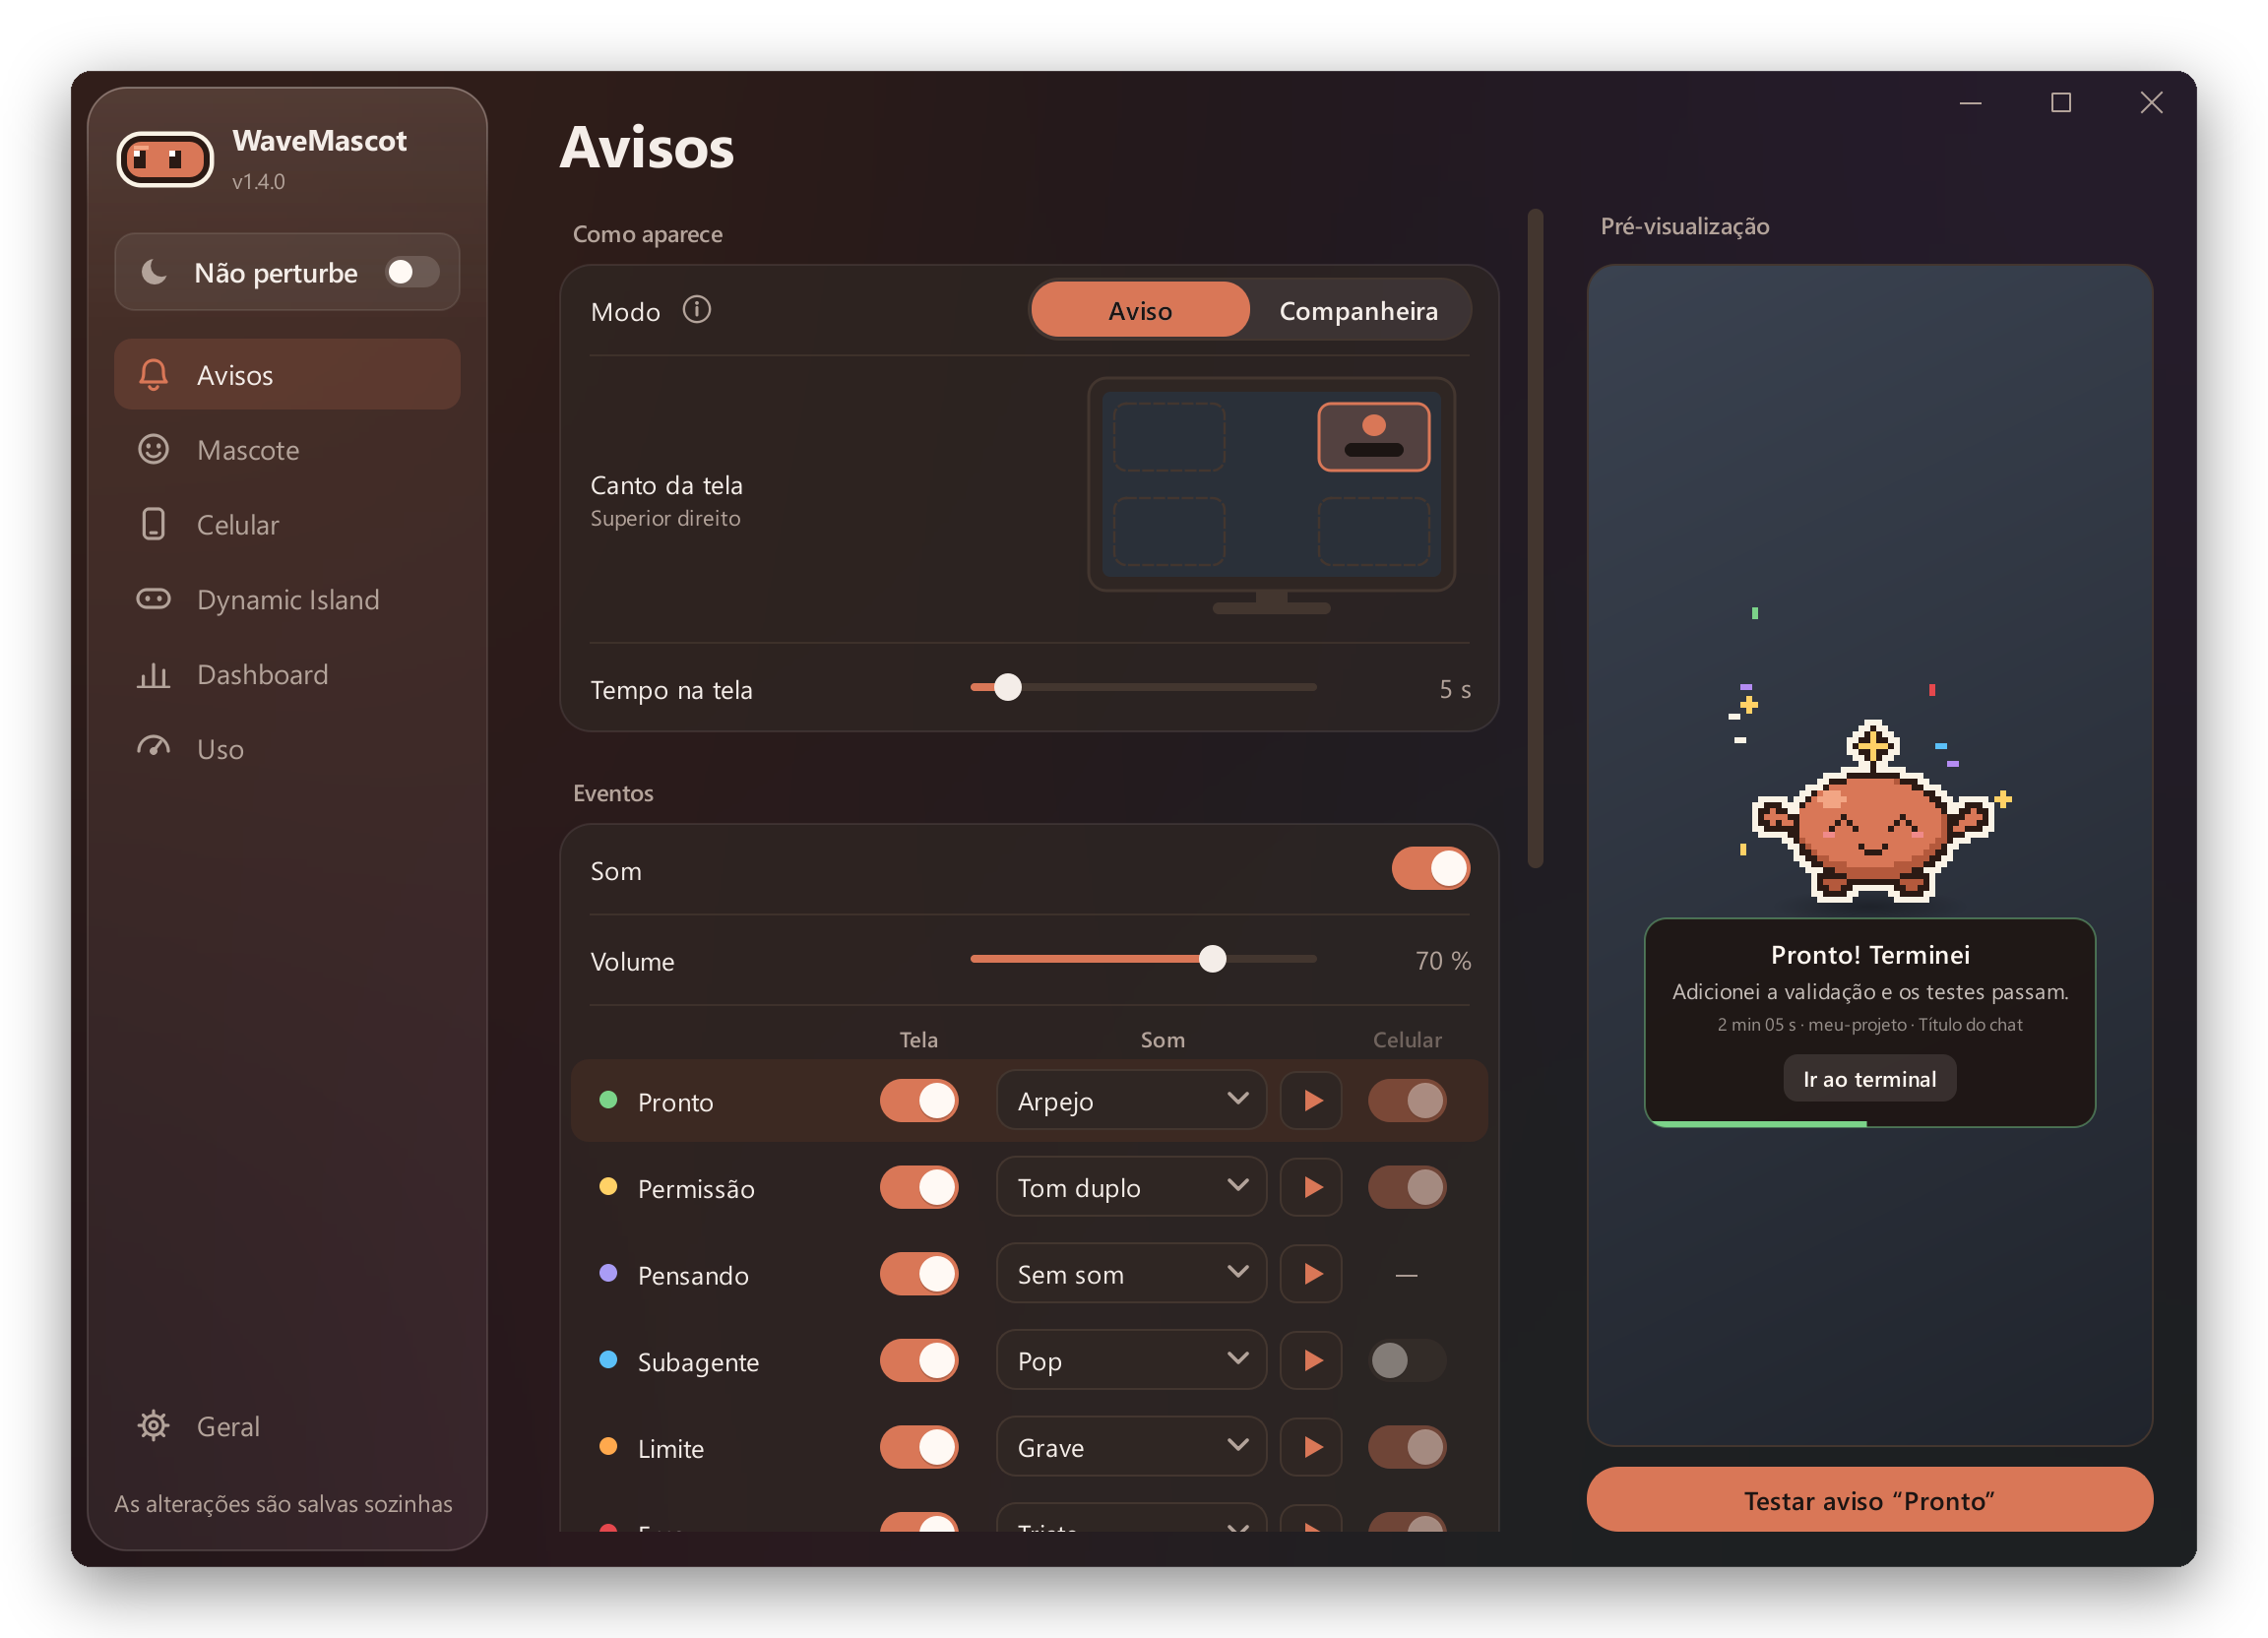 WaveMascot
v1.4.0
Não perturbe
Avisos
Mascote
Celular
Dynamic Island
Dashboard
Uso
Geral
As alterações são salvas sozinhas
Avisos
Como aparece
Modo
Aviso
Companheira
Canto da tela
Superior direito
Tempo na tela
5 s
Eventos
Som
Volume
70 %
Tela
Som
Celular
Pronto
Arpejo
Permissão
Tom duplo
Pensando
Sem som
—
Subagente
Pop
Limite
Grave
Pré-visualização
Pronto! Terminei
Adicionei a validação e os testes passam.
2 min 05 s · meu-projeto · Título do chat
Ir ao terminal
Testar aviso “Pronto”